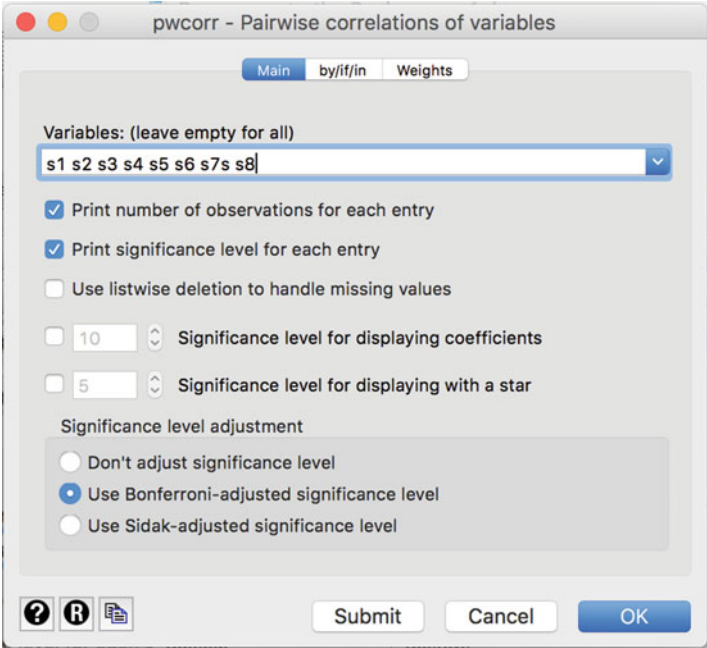 pwcorr - Pairwise correlations of variables
Main by/if/in Weights
Variables: (leave empty for all)
s1 s2 s3 s4 s5 s6 s7s s8
Print number of observations for each entry
Print significance level for each entry
Use listwise deletion to handle missing values
10 Significance level for displaying coefficients
5 Significance level for displaying with a star
Significance level adjustment
Don't adjust significance level
Use Bonferroni-adjusted significance level
Use Sidak-adjusted significance level
? R Submit Cancel OK